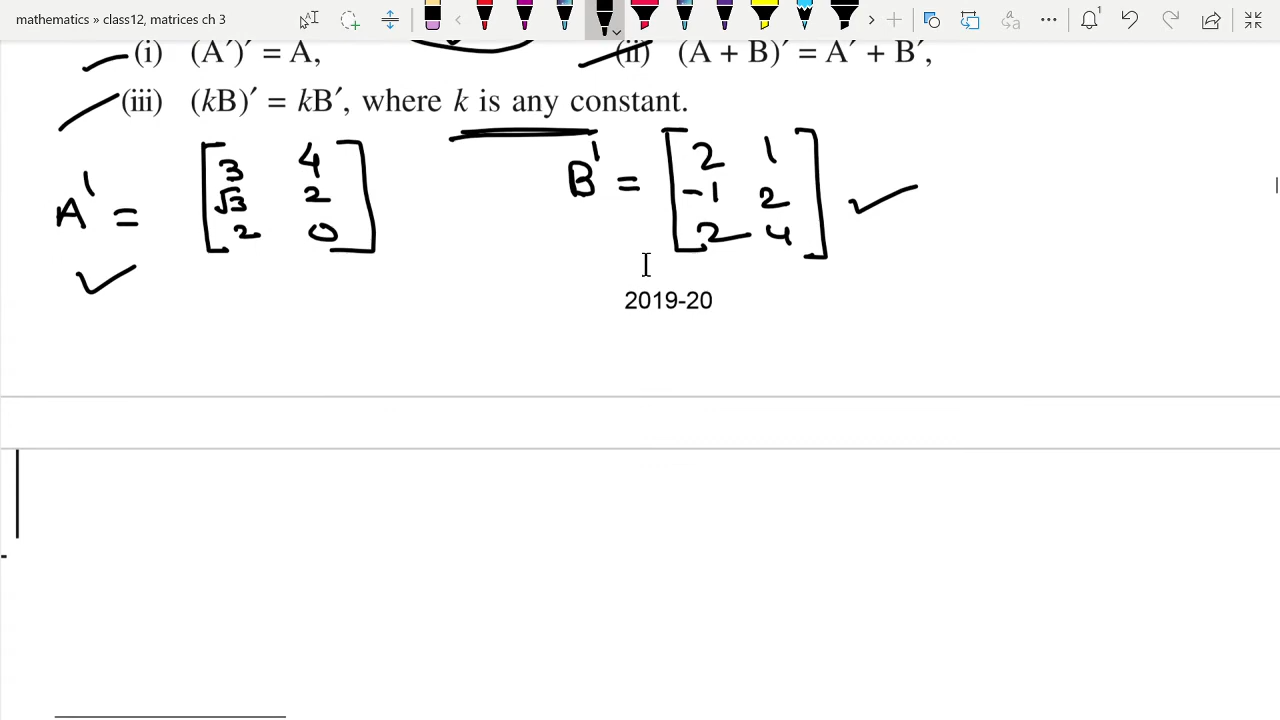 mathematics » class12, matrices ch 3
(i) (A′)′ = A, (ii) (A + B)′ = A′ + B′,
(iii) (kB)′ = kB′, where k is any constant.
A′ = [3 4
√3 2
2 0]
B′ = [2 1
-1 2
2 4]
2019-20